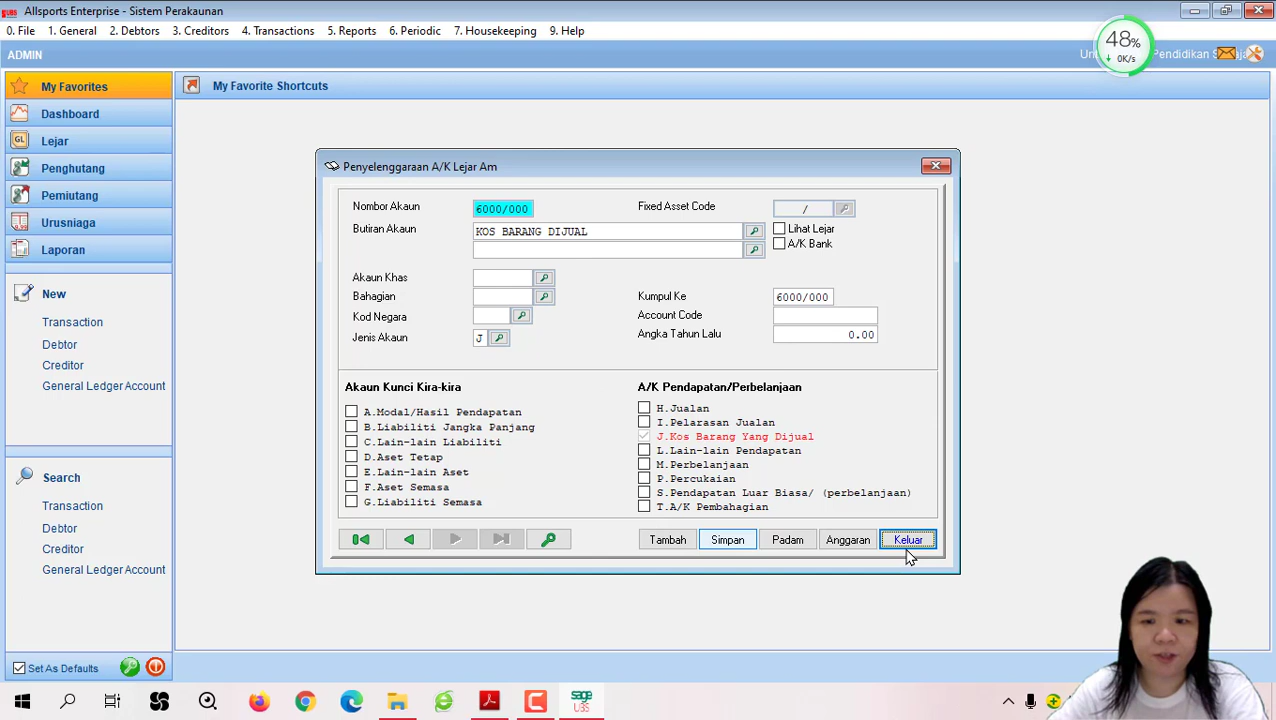 Allsports Enterprise - Sistem Perakaunan
0. File 1. General 2. Debtors 3. Creditors 4. Transactions 5. Reports 6. Periodic 7. Housekeeping 9. Help
ADMIN
Pendidikan
48%
↓ 0K/s
My Favorites
Dashboard
Lejar
Penghutang
Pemiutang
Urusniaga
Laporan
New
Transaction
Debtor
Creditor
General Ledger Account
Search
Transaction
Debtor
Creditor
General Ledger Account
Set As Defaults
My Favorite Shortcuts
Penyelenggaraan A/K Lejar Am
Nombor Akaun 6000/000
Fixed Asset Code /
Butiran Akaun KOS BARANG DIJUAL
Lihat Lejar
A/K Bank
Akaun Khas
Bahagian
Kumpul Ke 6000/000
Kod Negara
Account Code
Jenis Akaun J
Angka Tahun Lalu 0.00
Akaun Kunci Kira-kira
A.Modal/Hasil Pendapatan
B.Liabiliti Jangka Panjang
C.Lain-lain Liabiliti
D.Aset Tetap
E.Lain-lain Aset
F.Aset Semasa
G.Liabiliti Semasa
A/K Pendapatan/Perbelanjaan
H.Jualan
I.Pelarasan Jualan
J.Kos Barang Yang Dijual
L.Lain-lain Pendapatan
M.Perbelanjaan
P.Percukaian
S.Pendapatan Luar Biasa/ (perbelanjaan)
T.A/K Pembahagian
Tambah Simpan Padam Anggaran Keluar
sage
UBS